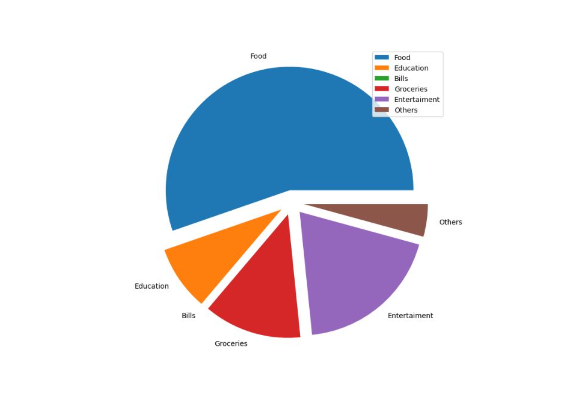 Food
Food
Education
Bills
Groceries
Entertaiment
Others
Others
Education
Bills
Entertaiment
Groceries